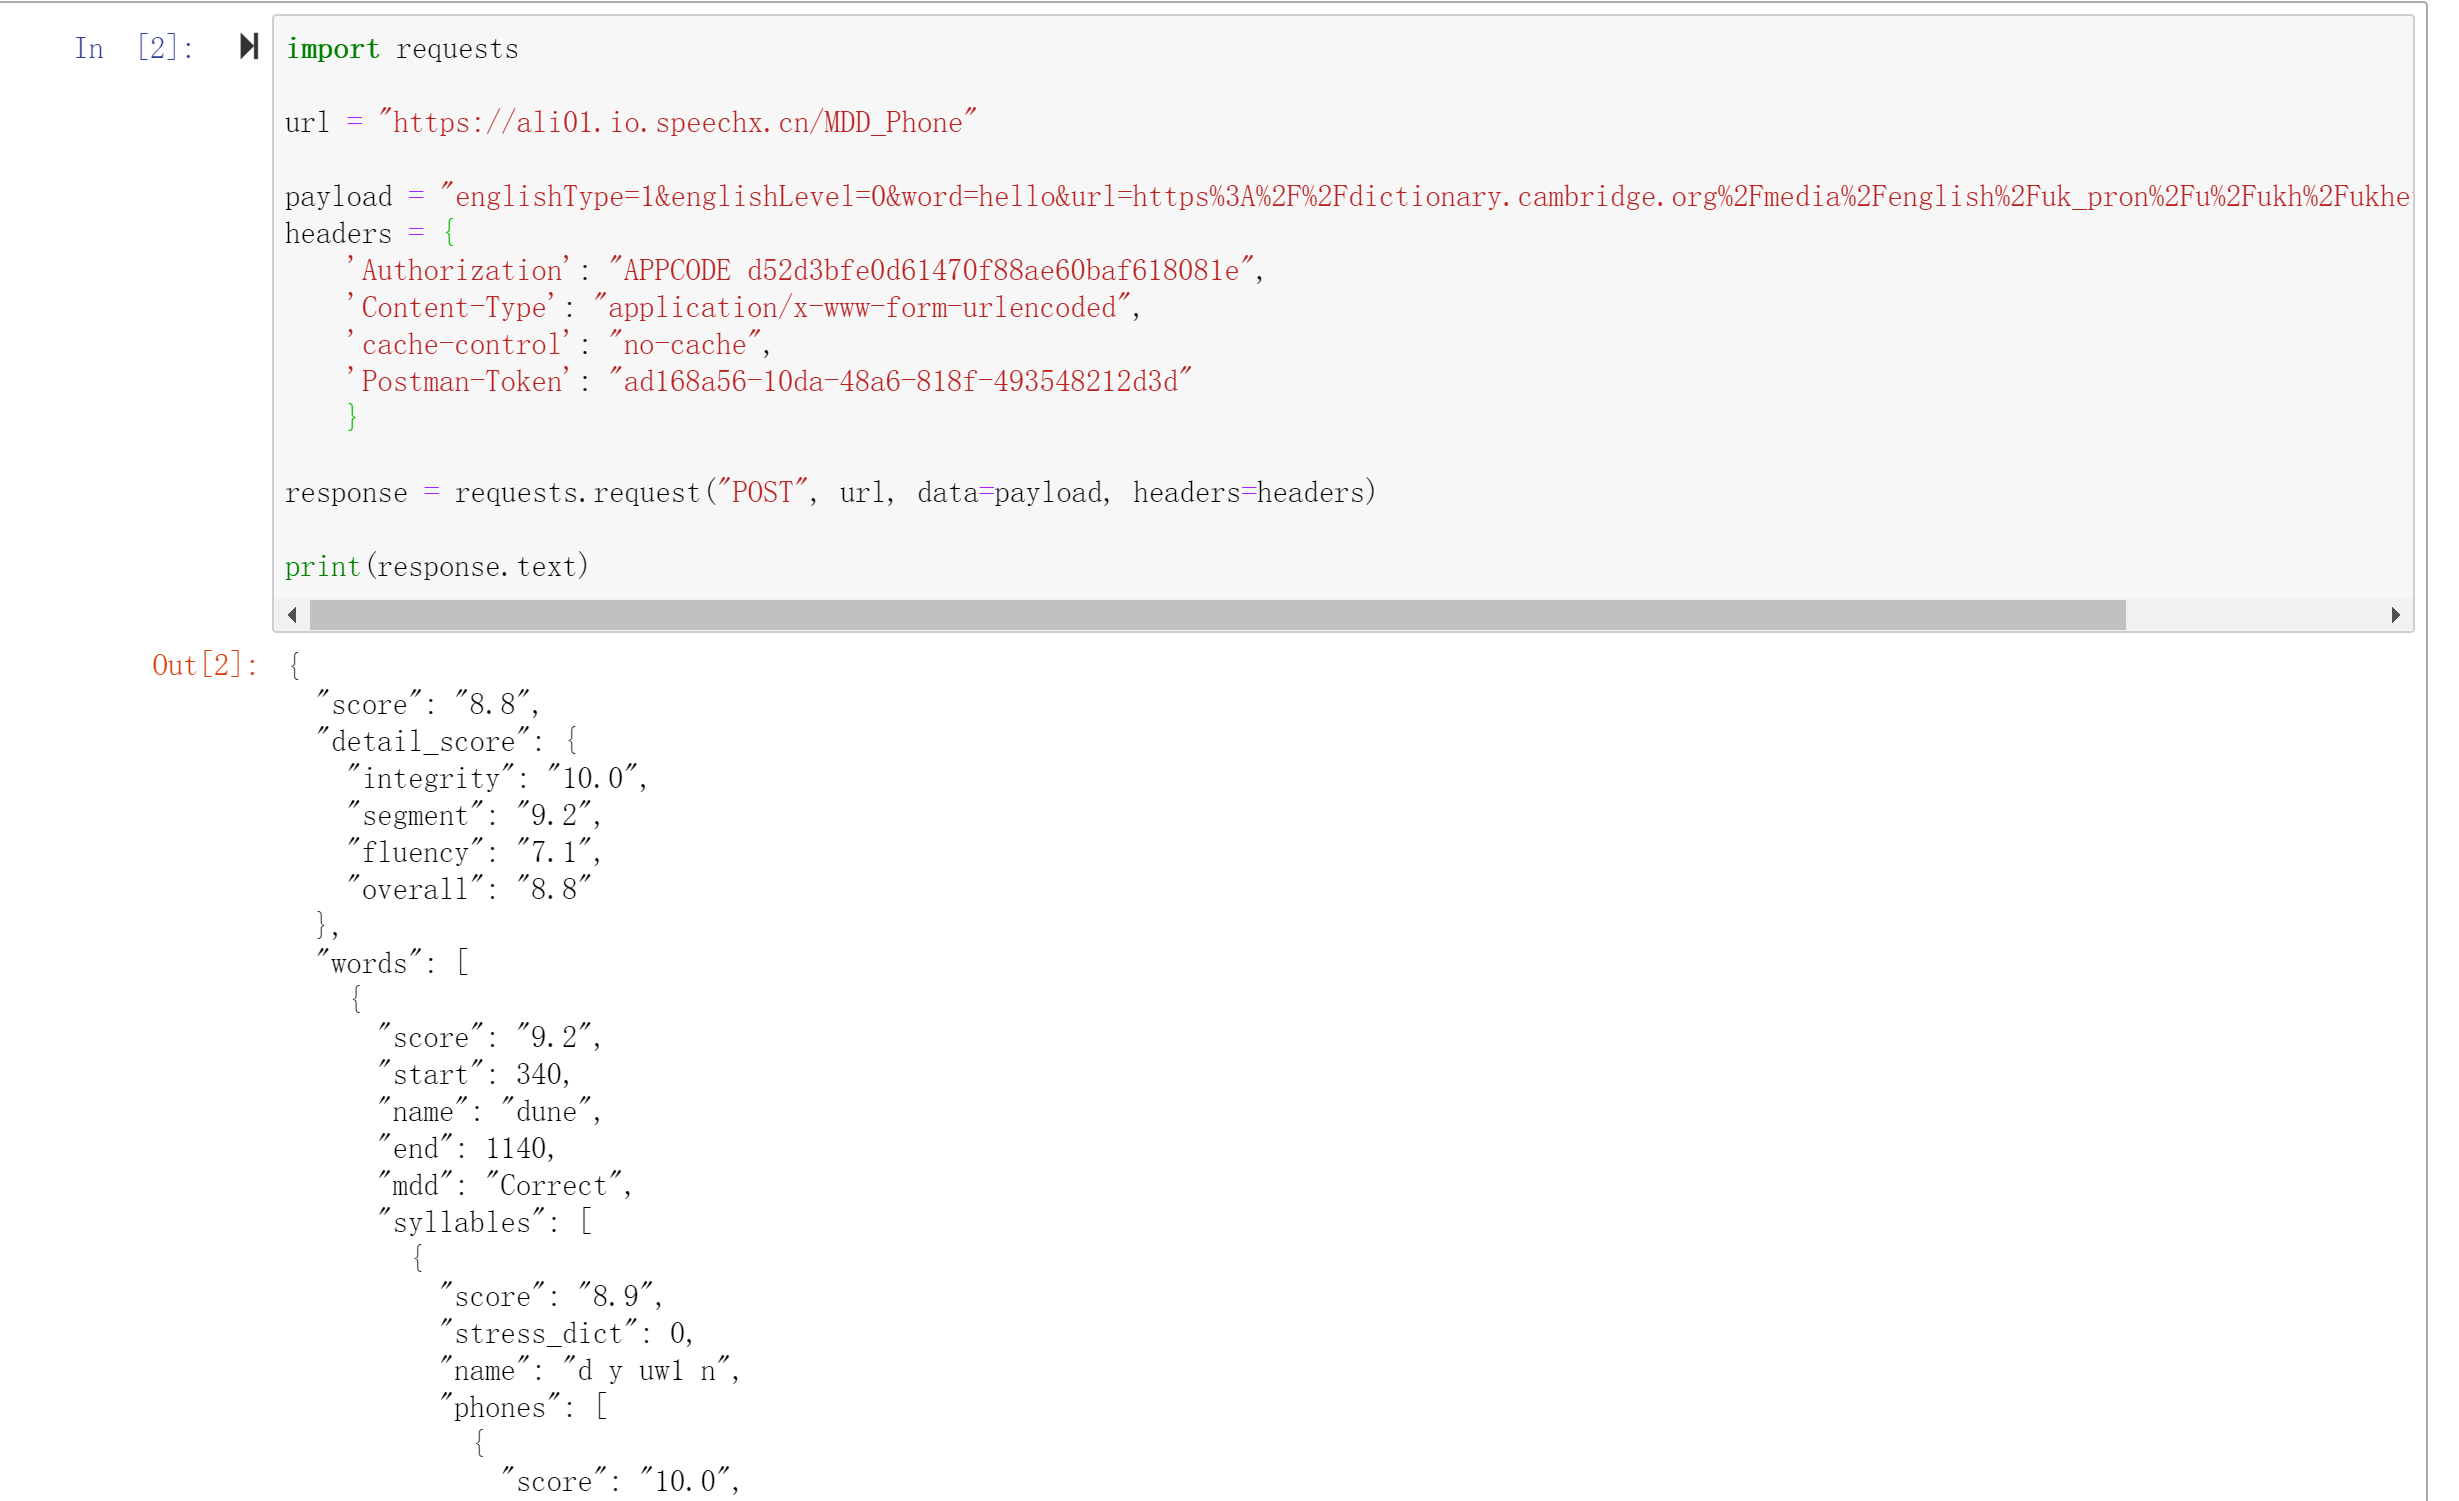 In [2]:
import requests
url = "https://ali01.io.speechx.cn/MDD_Phone"
payload = "englishType=1&englishLevel=0&word=hello&url=https%3A%2F%2Fdictionary.cambridge.org%2Fmedia%2Fenglish%2Fuk_pron%2Fu%2Fukh%2Fukhe
headers = {
'Authorization': "APPCODE d52d3bfe0d61470f88ae60baf618081e",
'Content-Type': "application/x-www-form-urlencoded",
'cache-control': "no-cache",
'Postman-Token': "ad168a56-10da-48a6-818f-493548212d3d"
}
response = requests.request("POST", url, data=payload, headers=headers)
print(response.text)
Out[2]: {
"score": "8.8",
"detail_score": {
"integrity": "10.0",
"segment": "9.2",
"fluency": "7.1",
"overall": "8.8"
},
"words": [
{
"score": "9.2",
"start": 340,
"name": "dune",
"end": 1140,
"mdd": "Correct",
"syllables": [
{
"score": "8.9",
"stress_dict": 0,
"name": "d y uw1 n",
"phones": [
{
"score": "10.0",